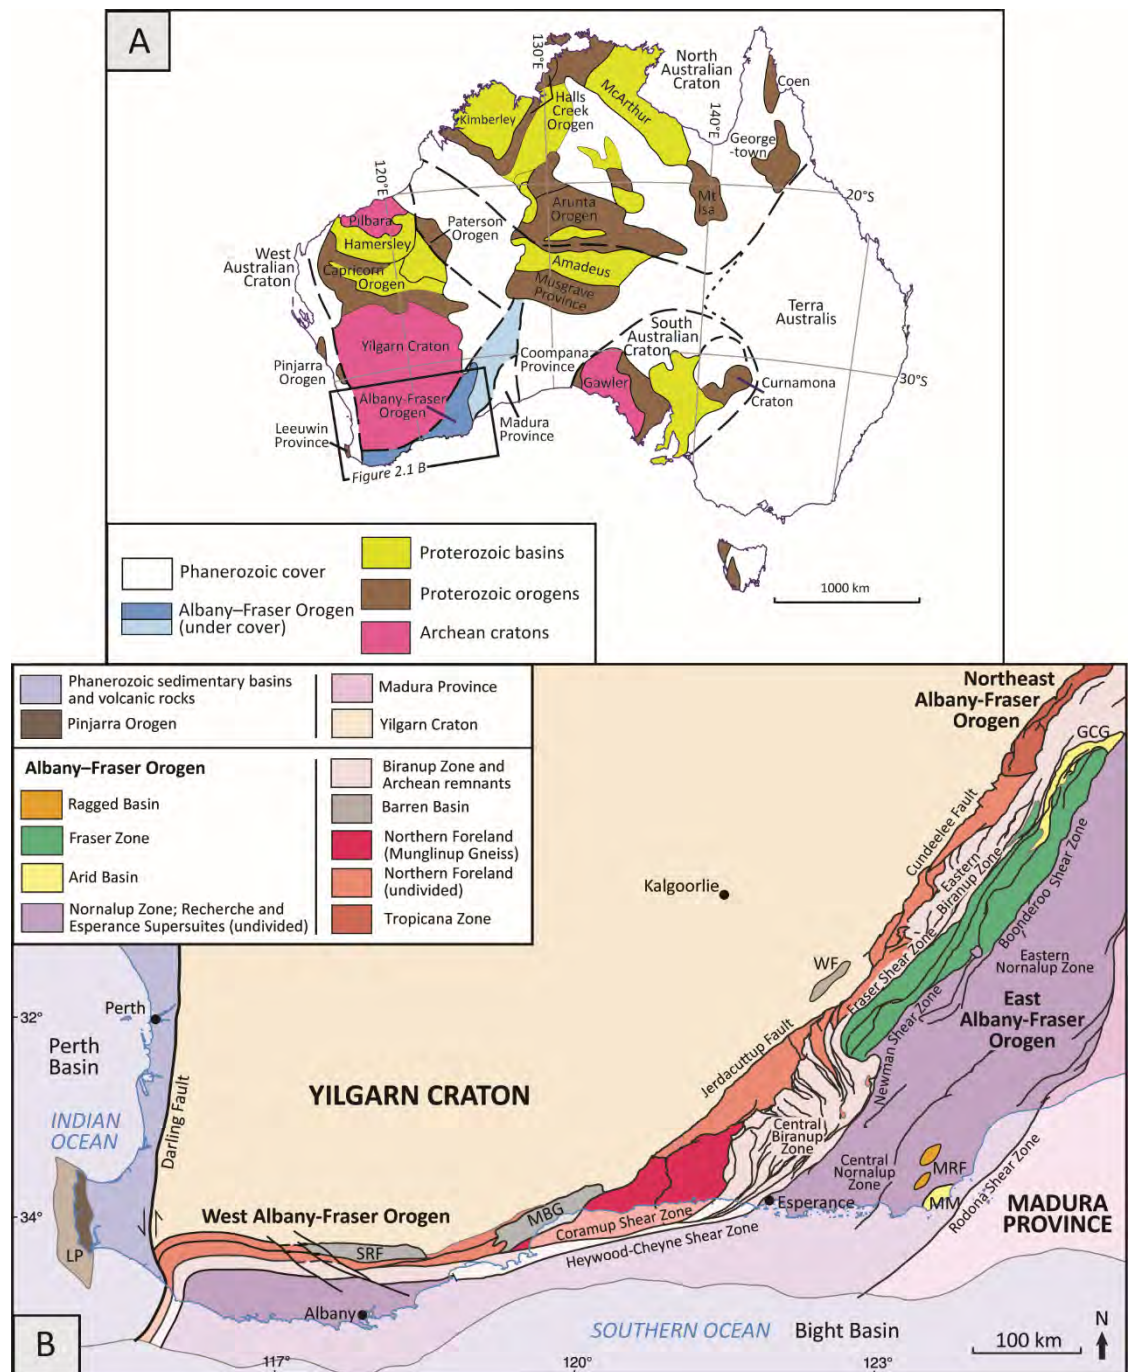 A
130°E
North
Australian
Craton
Coen
McArthur
Halls
Creek
Orogen
Kimberley
140°E
George
-town
120°E
20°S
Mt
Isa
Arunta
Orogen
Pilbara
Paterson
Orogen
Hamersley
West
Australian
Craton
Capricorn
Orogen
Amadeus
Musgrave
Province
Terra
Australis
South
Australian
Craton
Yilgarn Craton
Coompana
Province
Pinjarra
Orogen
30°S
Gawler
Curnamona
Craton
Albany-Fraser
Orogen
Madura
Province
Leeuwin
Province
Figure 2.1 B
Phanerozoic cover
Albany–Fraser Orogen
(under cover)
Proterozoic basins
Proterozoic orogens
Archean cratons
1000 km
Phanerozoic sedimentary basins
and volcanic rocks
Pinjarra Orogen
Madura Province
Yilgarn Craton
Albany–Fraser Orogen
Ragged Basin
Fraser Zone
Arid Basin
Nornalup Zone; Recherche and
Esperance Supersuites (undivided)
Biranup Zone and
Archean remnants
Barren Basin
Northern Foreland
(Munglinup Gneiss)
Northern Foreland
(undivided)
Tropicana Zone
Northeast
Albany-Fraser
Orogen
GCG
Cundeelee Fault
Kalgoorlie
Eastern
Biranup Zone
Boonderoo Shear Zone
WF
Fraser Shear Zone
Eastern
Nornalup Zone
East
Albany-Fraser
Orogen
Newman Shear Zone
32°
Perth
Perth
Basin
Jerdacuttup Fault
YILGARN CRATON
INDIAN
OCEAN
Darling Fault
Central
Biranup
Zone
Central
Nornalup
Zone
MRF
MM
Rodona Shear Zone
MADURA
PROVINCE
Esperance
34°
West Albany-Fraser Orogen
MBG
Coramup Shear Zone
Heywood-Cheyne Shear Zone
SRF
LP
Albany
B
SOUTHERN OCEAN
Bight Basin
N
100 km
117°
120°
123°